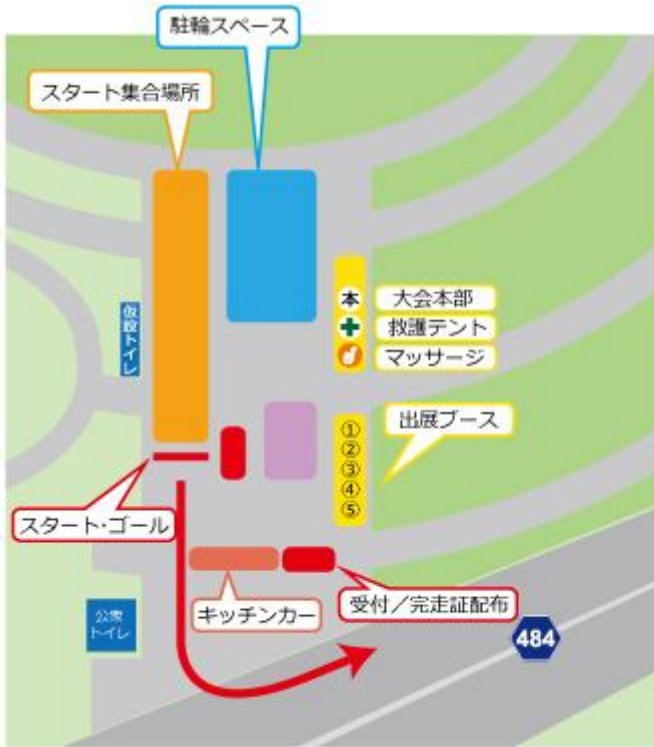 駐輪スペース
スタート集合場所
仮設トイレ
本
大会本部
救護テント
マッサージ
出展ブース
①
②
③
④
⑤
スタート・ゴール
キッチンカー
受付／完走証配布
公衆
トイレ
484